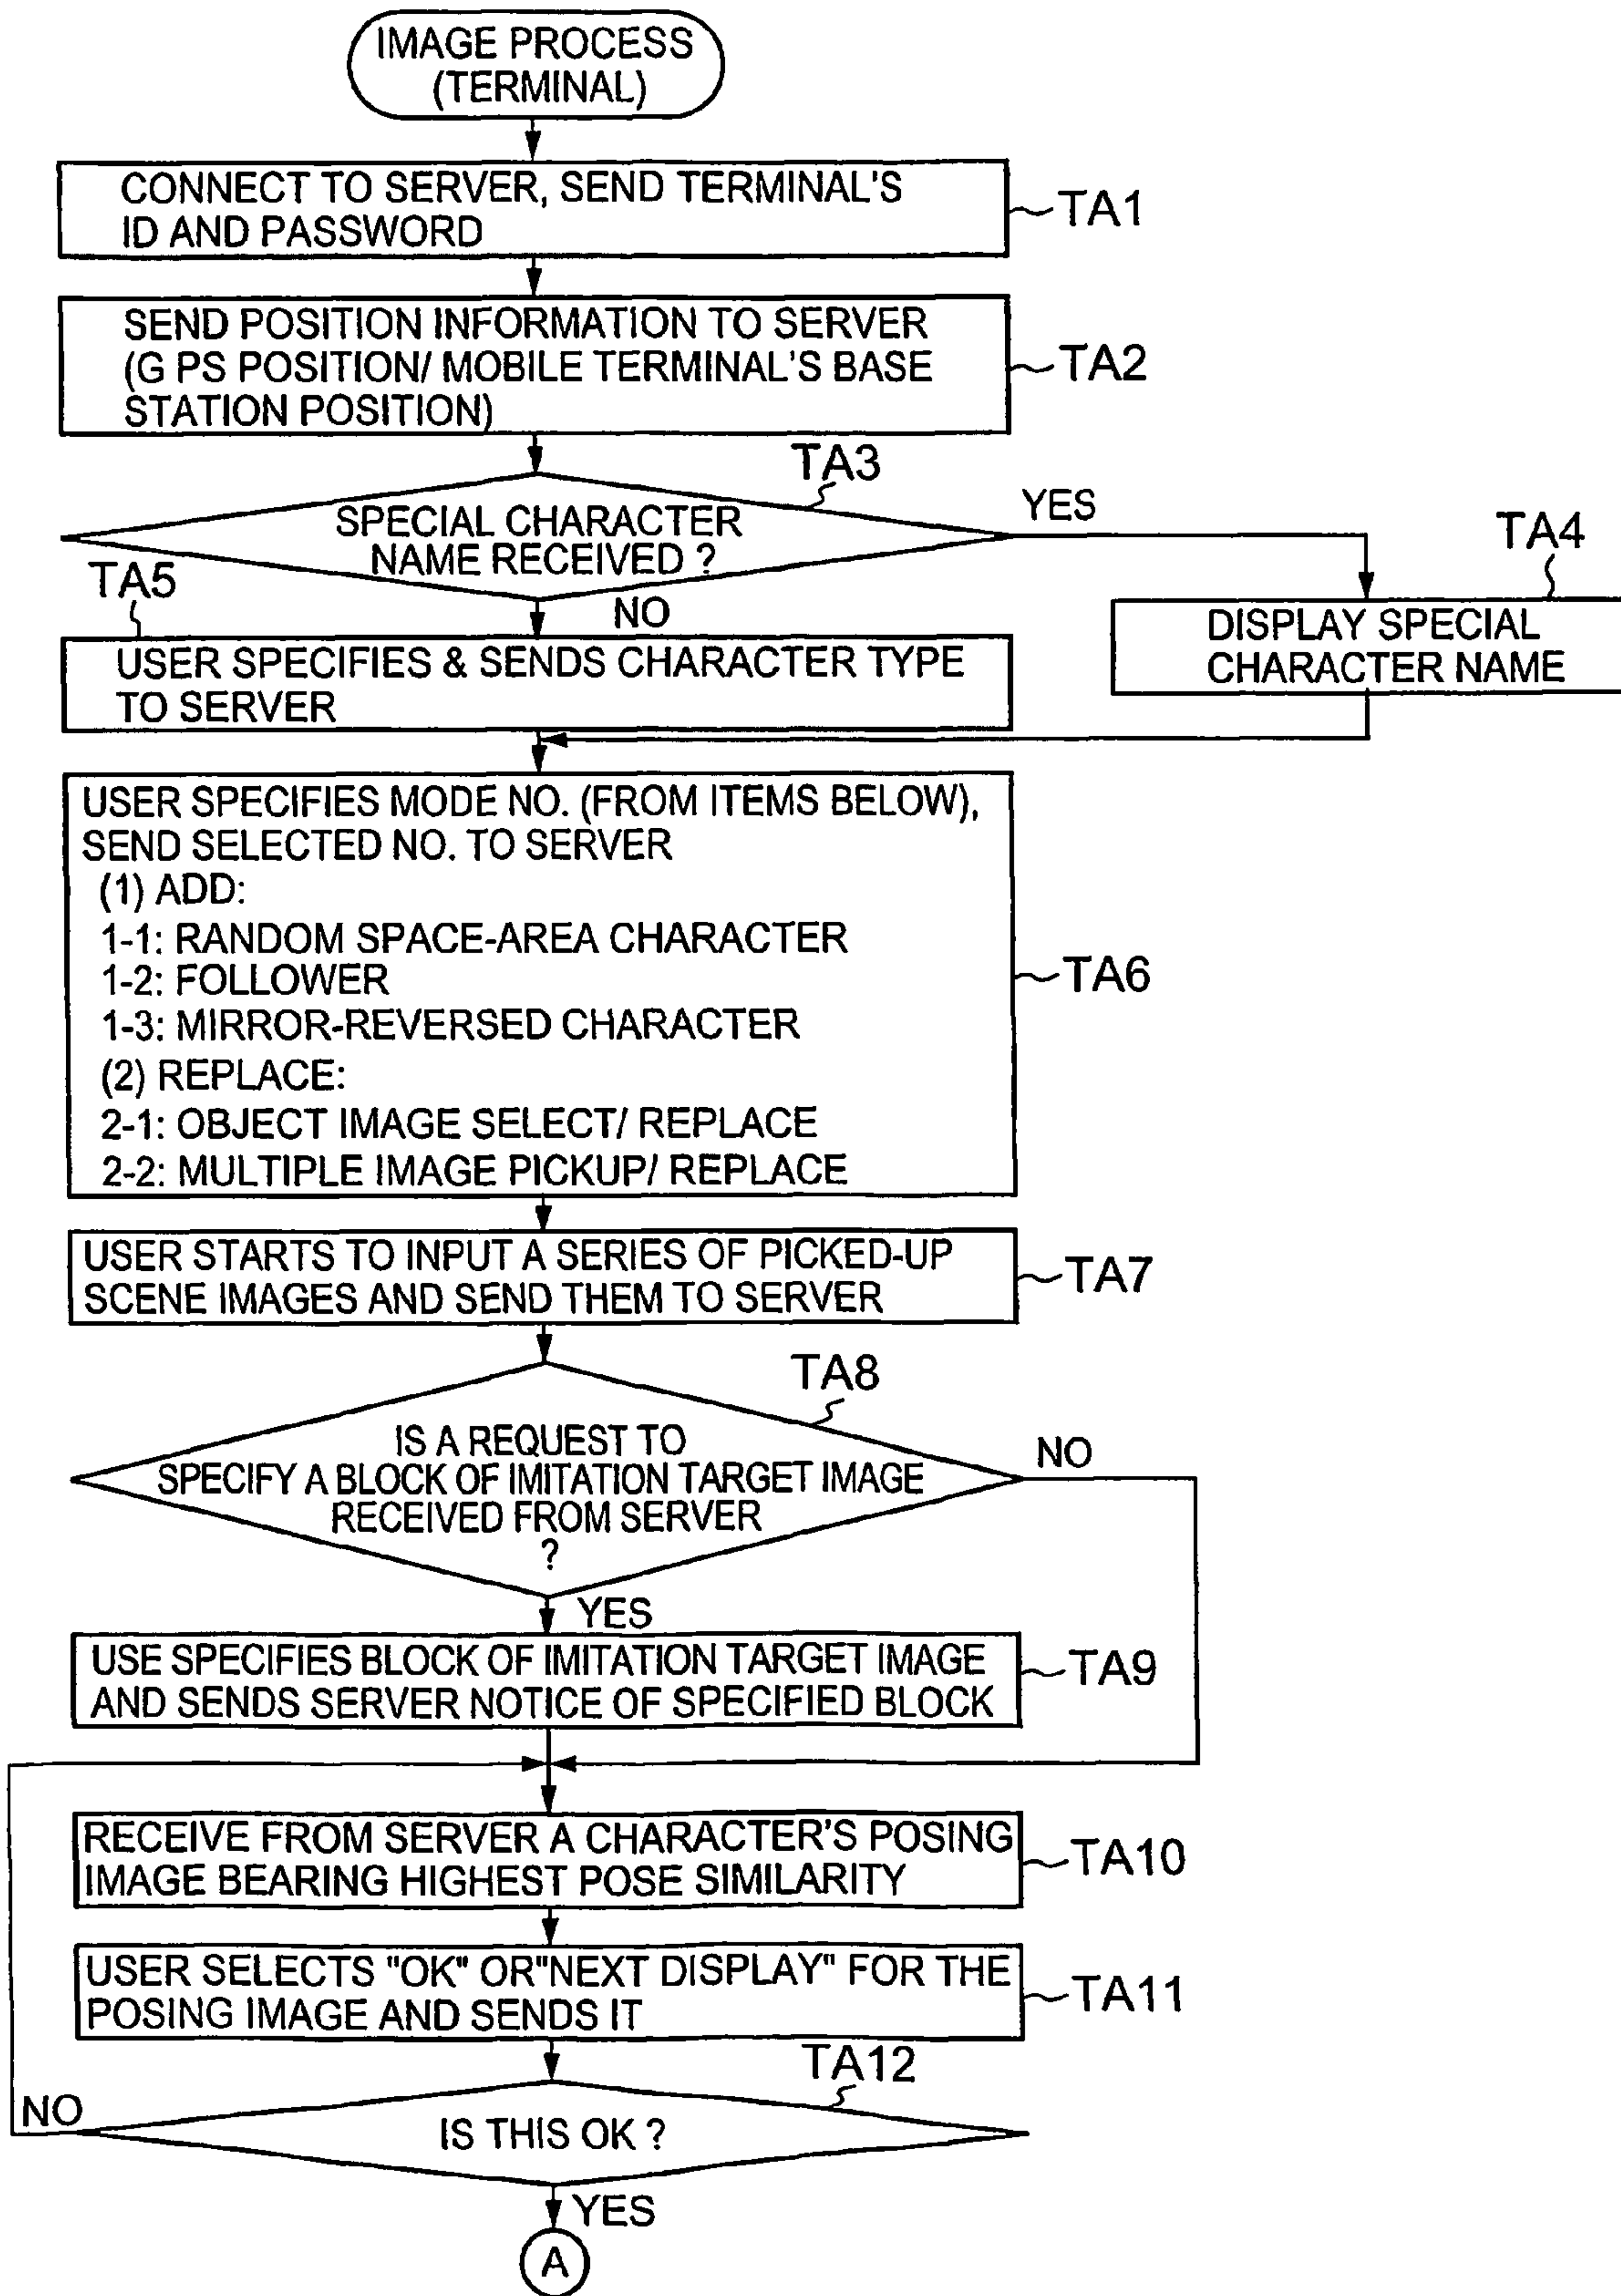 IMAGE PROCESS
(TERMINAL)
CONNECT TO SERVER, SEND TERMINAL'S
ID AND PASSWORD
TA1
SEND POSITION INFORMATION TO SERVER
(G PS POSITION/ MOBILE TERMINAL'S BASE
STATION POSITION)
TA2
TA3
SPECIAL CHARACTER
NAME RECEIVED ?
YES
NO
TA4
DISPLAY SPECIAL
CHARACTER NAME
TA5
USER SPECIFIES & SENDS CHARACTER TYPE
TO SERVER
USER SPECIFIES MODE NO. (FROM ITEMS BELOW),
SEND SELECTED NO. TO SERVER
(1) ADD:
1-1: RANDOM SPACE-AREA CHARACTER
1-2: FOLLOWER
1-3: MIRROR-REVERSED CHARACTER
(2) REPLACE:
2-1: OBJECT IMAGE SELECT/ REPLACE
2-2: MULTIPLE IMAGE PICKUP/ REPLACE
TA6
USER STARTS TO INPUT A SERIES OF PICKED-UP
SCENE IMAGES AND SEND THEM TO SERVER
TA7
TA8
IS A REQUEST TO
SPECIFY A BLOCK OF IMITATION TARGET IMAGE
RECEIVED FROM SERVER
?
NO
YES
USE SPECIFIES BLOCK OF IMITATION TARGET IMAGE
AND SENDS SERVER NOTICE OF SPECIFIED BLOCK
TA9
RECEIVE FROM SERVER A CHARACTER'S POSING
IMAGE BEARING HIGHEST POSE SIMILARITY
TA10
USER SELECTS "OK" OR"NEXT DISPLAY" FOR THE
POSING IMAGE AND SENDS IT
TA11
TA12
NO
IS THIS OK ?
YES
A